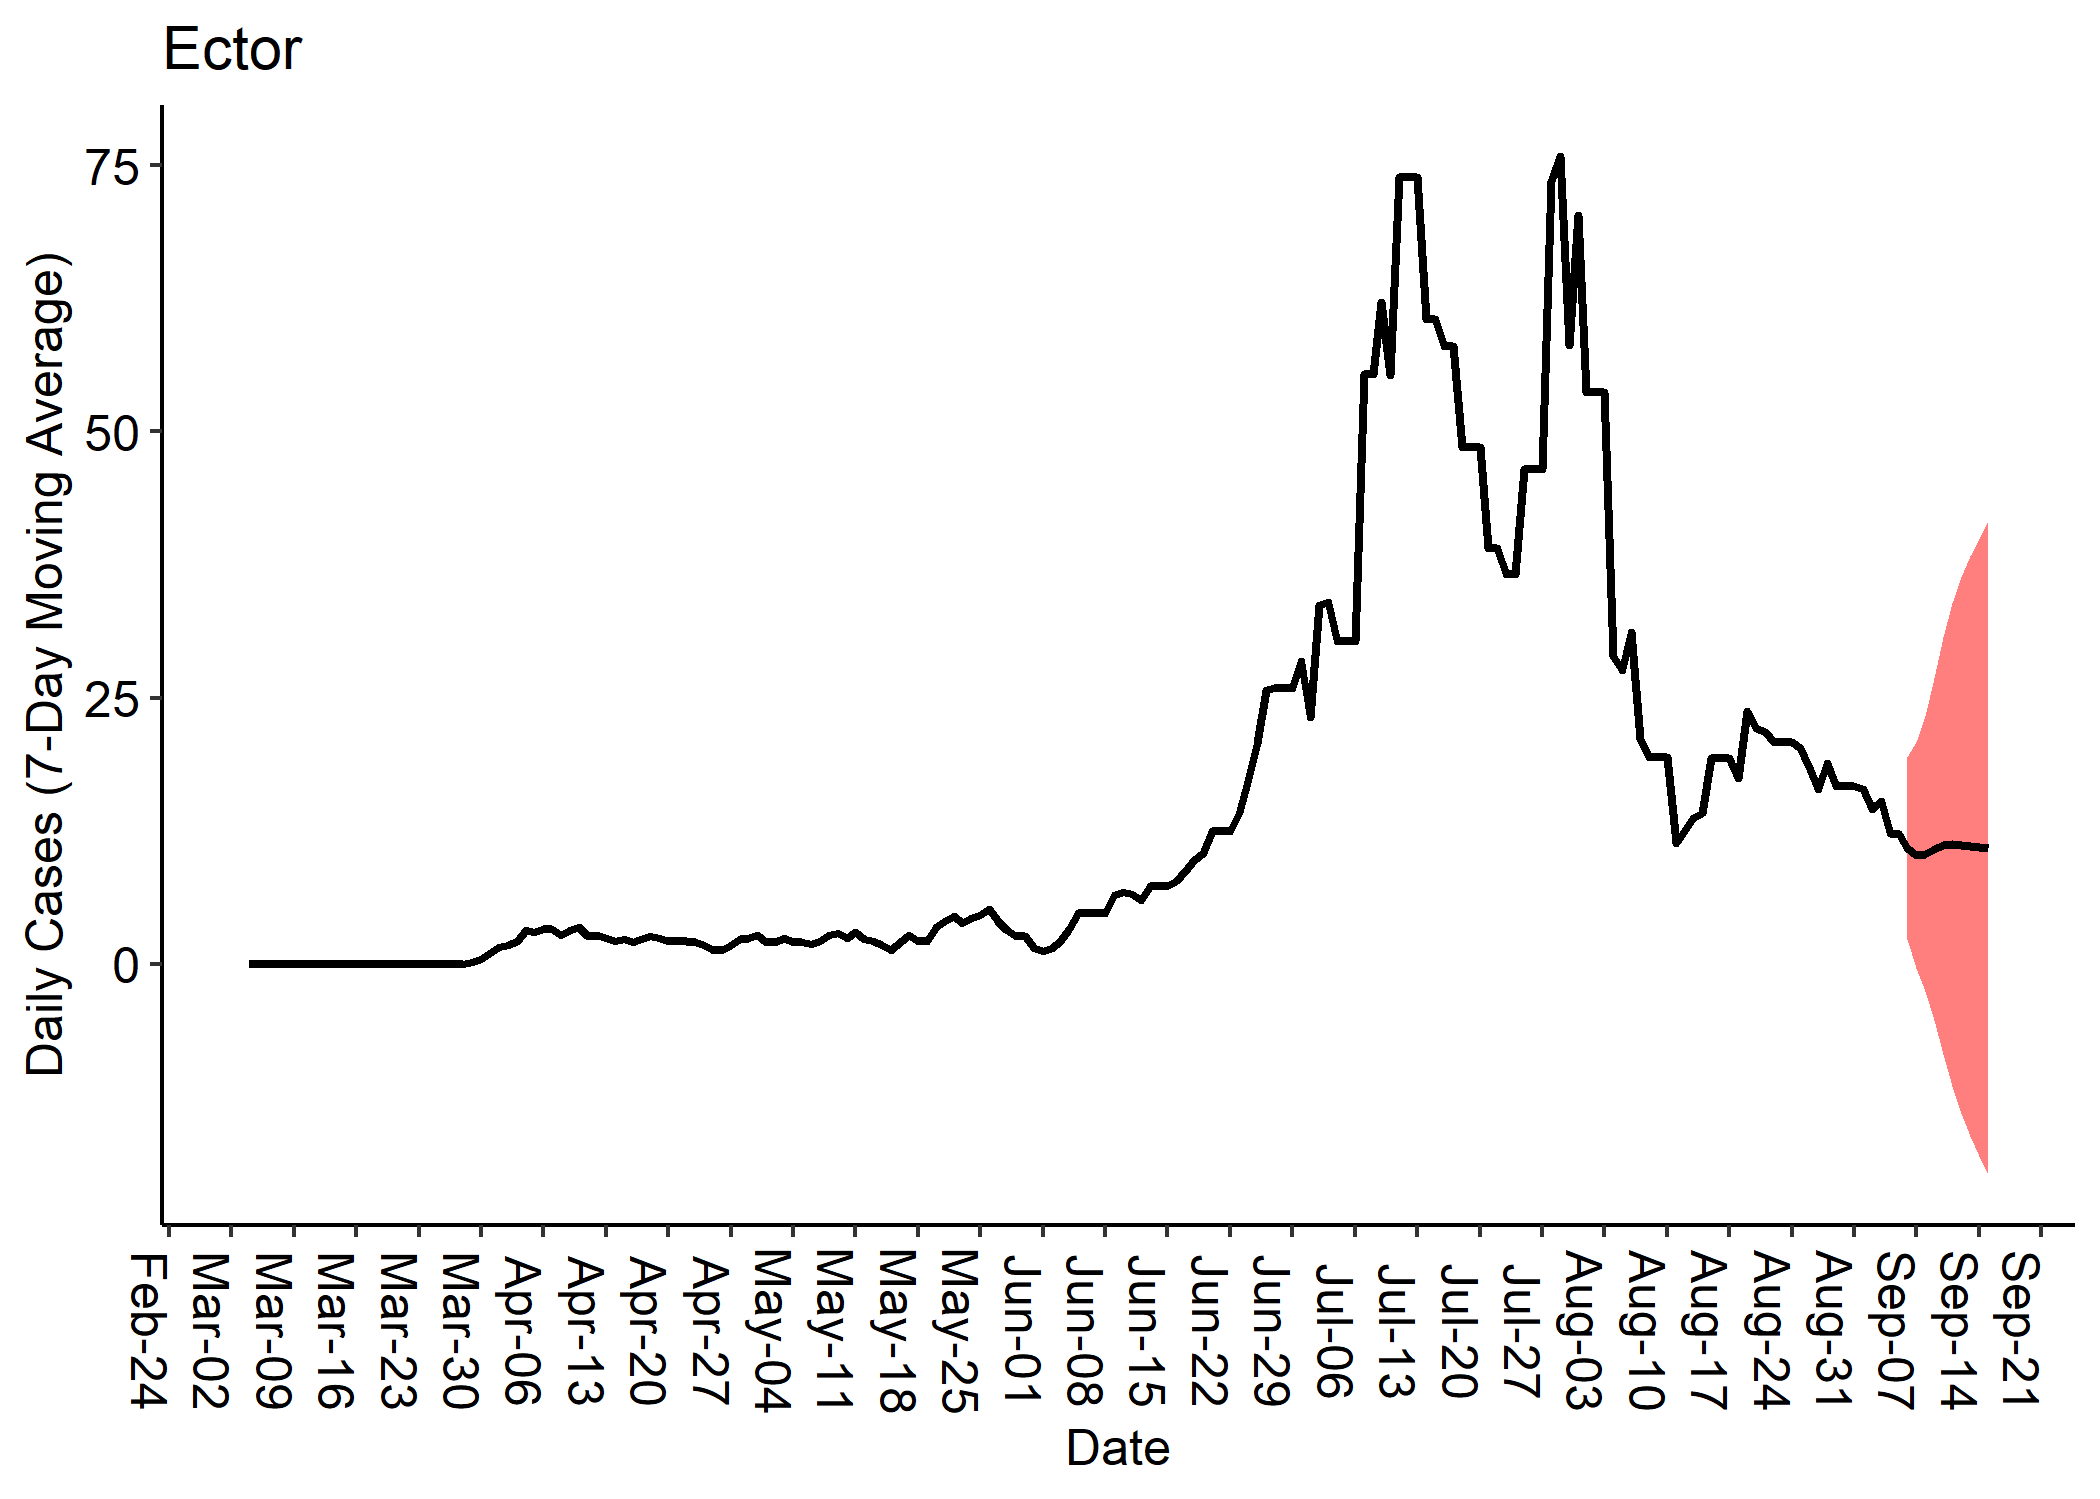 Ector
Daily Cases (7-Day Moving Average)
75
50
25
0
Feb-24
Mar-02
Mar-09
Mar-16
Mar-23
Mar-30
Apr-06
Apr-13
Apr-20
Apr-27
May-04
May-11
May-18
May-25
Jun-01
Jun-08
Jun-15
Jun-22
Jun-29
Jul-06
Jul-13
Jul-20
Jul-27
Aug-03
Aug-10
Aug-17
Aug-24
Aug-31
Sep-07
Sep-14
Sep-21
Date